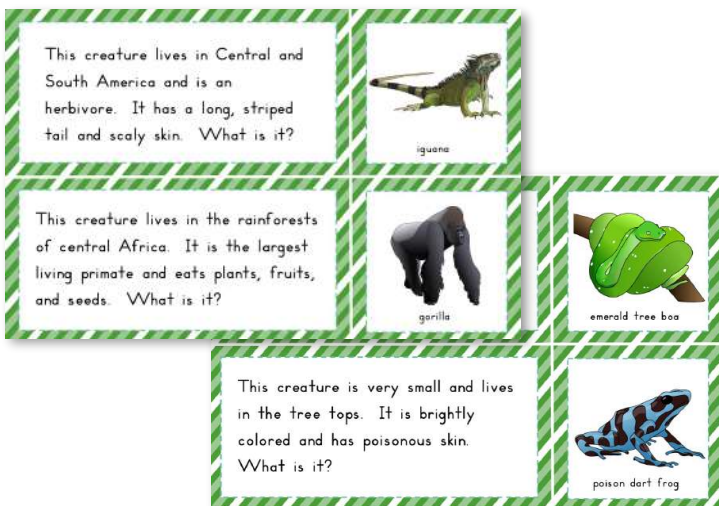 This creature lives in Central and
South America and is an
herbivore. It has a long, striped
tail and scaly skin. What is it?
iguana
This creature lives in the rainforests
of central Africa. It is the largest
living primate and eats plants, fruits,
and seeds. What is it?
gorilla
emerald tree boa
This creature is very small and lives
in the tree tops. It is brightly
colored and has poisonous skin.
What is it?
poison dart frog